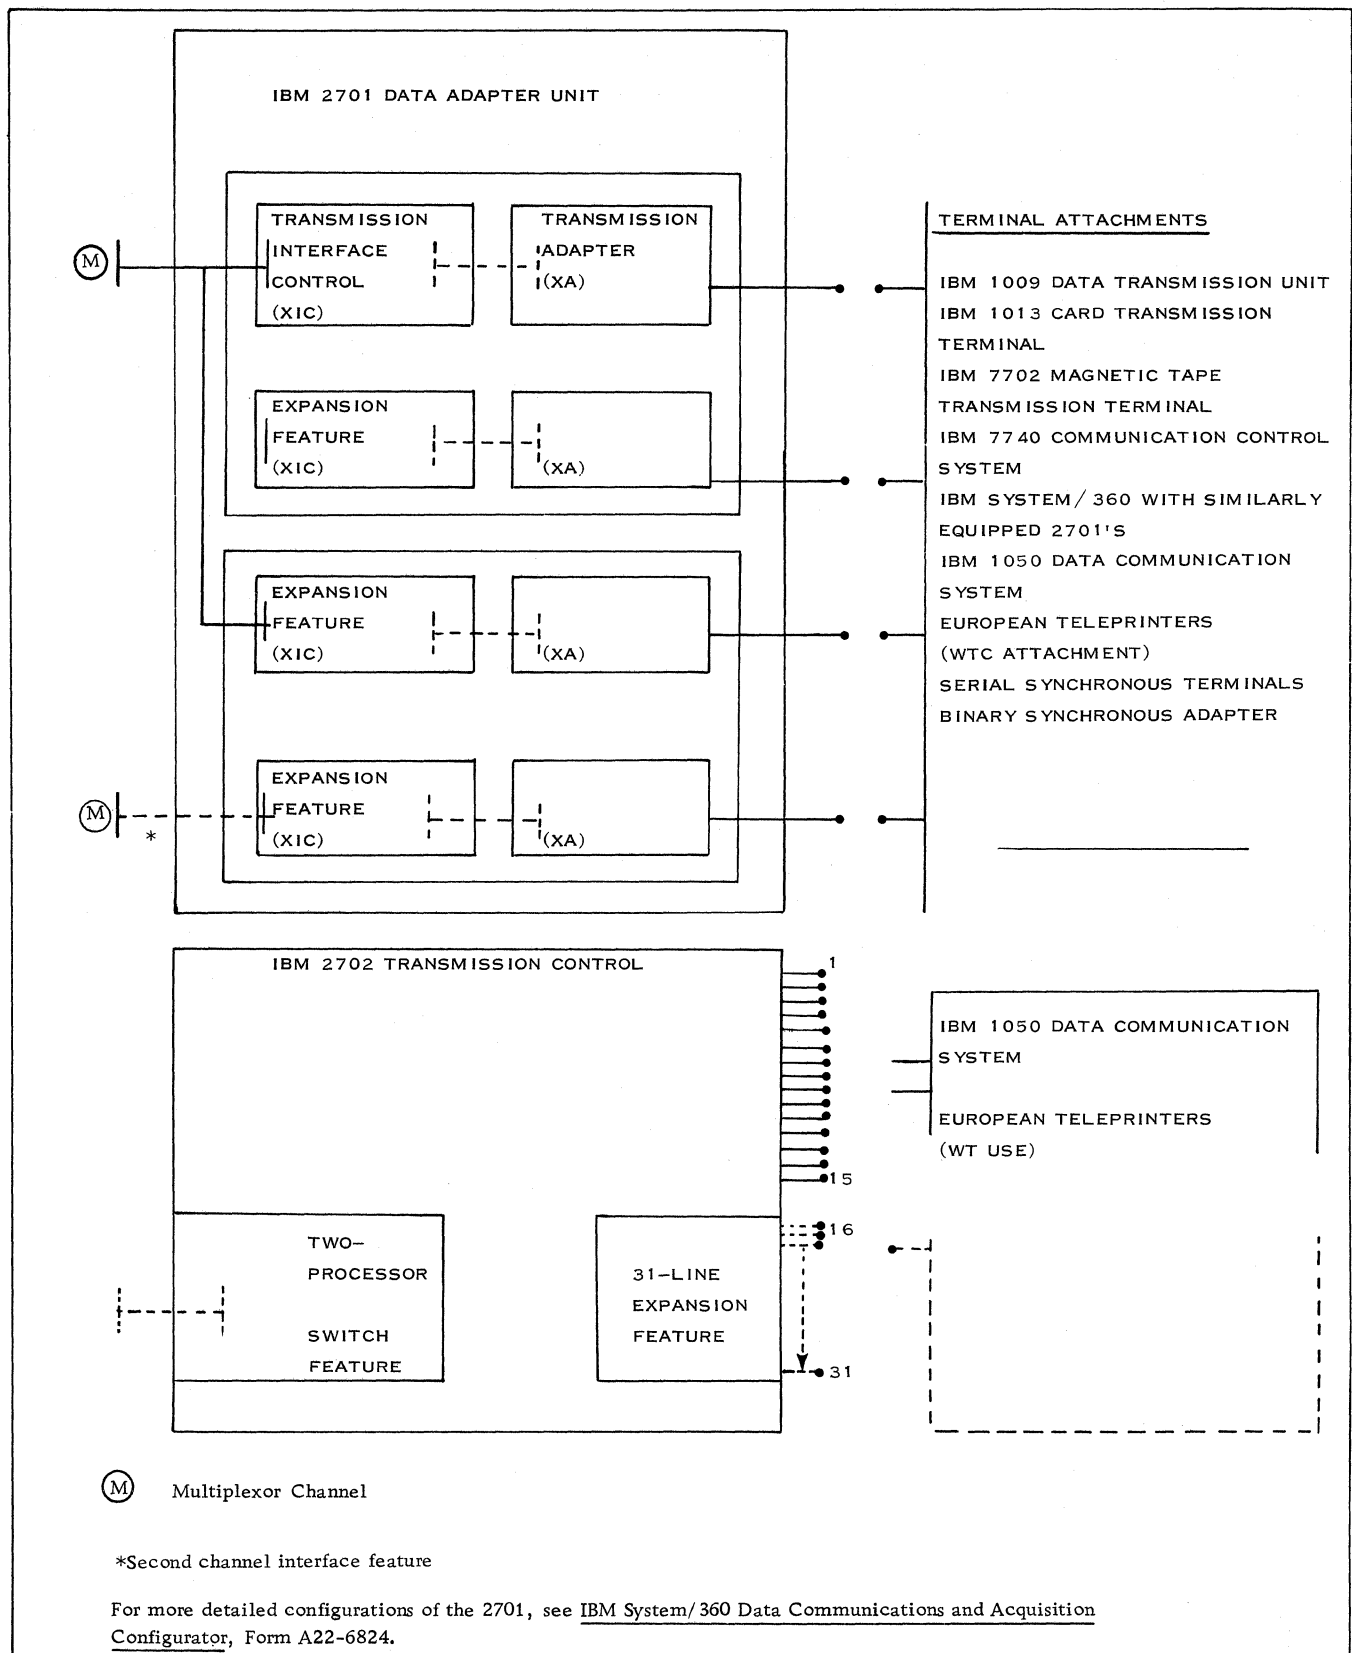 IBM 2701 DATA ADAPTER UNIT
M
TRANSMISSION
INTERFACE
CONTROL
(XIC)
TRANSMISSION
ADAPTER
(XA)
EXPANSION
FEATURE
(XIC)
(XA)
EXPANSION
FEATURE
(XIC)
(XA)
M
*
EXPANSION
FEATURE
(XIC)
(XA)
TERMINAL ATTACHMENTS
IBM 1009 DATA TRANSMISSION UNIT
IBM 1013 CARD TRANSMISSION
TERMINAL
IBM 7702 MAGNETIC TAPE
TRANSMISSION TERMINAL
IBM 7740 COMMUNICATION CONTROL
SYSTEM
IBM SYSTEM/360 WITH SIMILARLY
EQUIPPED 2701'S
IBM 1050 DATA COMMUNICATION
SYSTEM
EUROPEAN TELEPRINTERS
(WTC ATTACHMENT)
SERIAL SYNCHRONOUS TERMINALS
BINARY SYNCHRONOUS ADAPTER
IBM 2702 TRANSMISSION CONTROL
1
15
16
31
TWO-
PROCESSOR
SWITCH
FEATURE
31-LINE
EXPANSION
FEATURE
IBM 1050 DATA COMMUNICATION
SYSTEM
EUROPEAN TELEPRINTERS
(WT USE)
M Multiplexor Channel
*Second channel interface feature
For more detailed configurations of the 2701, see IBM System/360 Data Communications and Acquisition
Configurator, Form A22-6824.